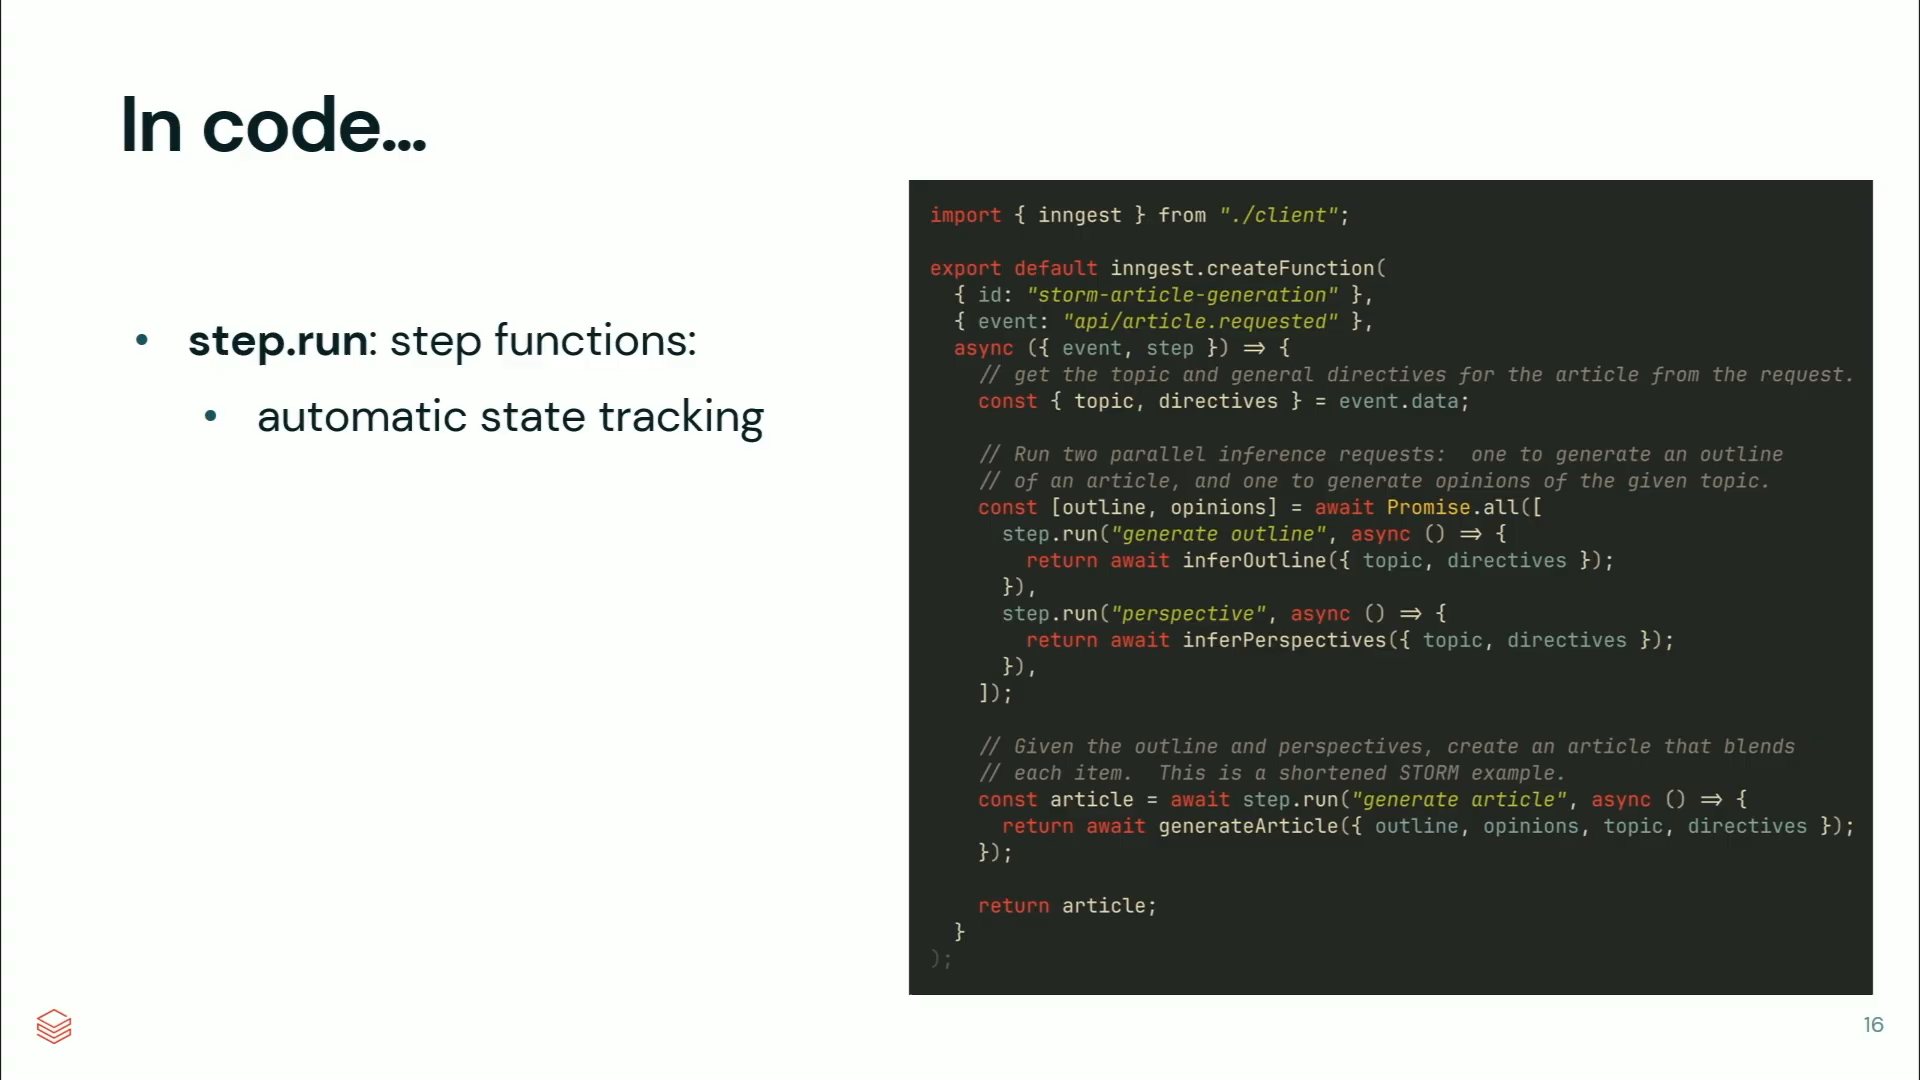 In code...
• step.run: step functions:
• automatic state tracking
import { inngest } from "./client";
export default inngest.createFunction(
  { id: "storm-article-generation" },
  { event: "api/article.requested" },
  async ({ event, step }) => {
    // get the topic and general directives for the article from the request.
    const { topic, directives } = event.data;
    // Run two parallel inference requests:  one to generate an outline
    // of an article, and one to generate opinions of the given topic.
    const [outline, opinions] = await Promise.all([
      step.run("generate outline", async () => {
        return await inferOutline({ topic, directives });
      }),
      step.run("perspective", async () => {
        return await inferPerspectives({ topic, directives });
      }),
    ]);
    // Given the outline and perspectives, create an article that blends
    // each item.  This is a shortened STORM example.
    const article = await step.run("generate article", async () => {
      return await generateArticle({ outline, opinions, topic, directives });
    });
    return article;
  }
);
16